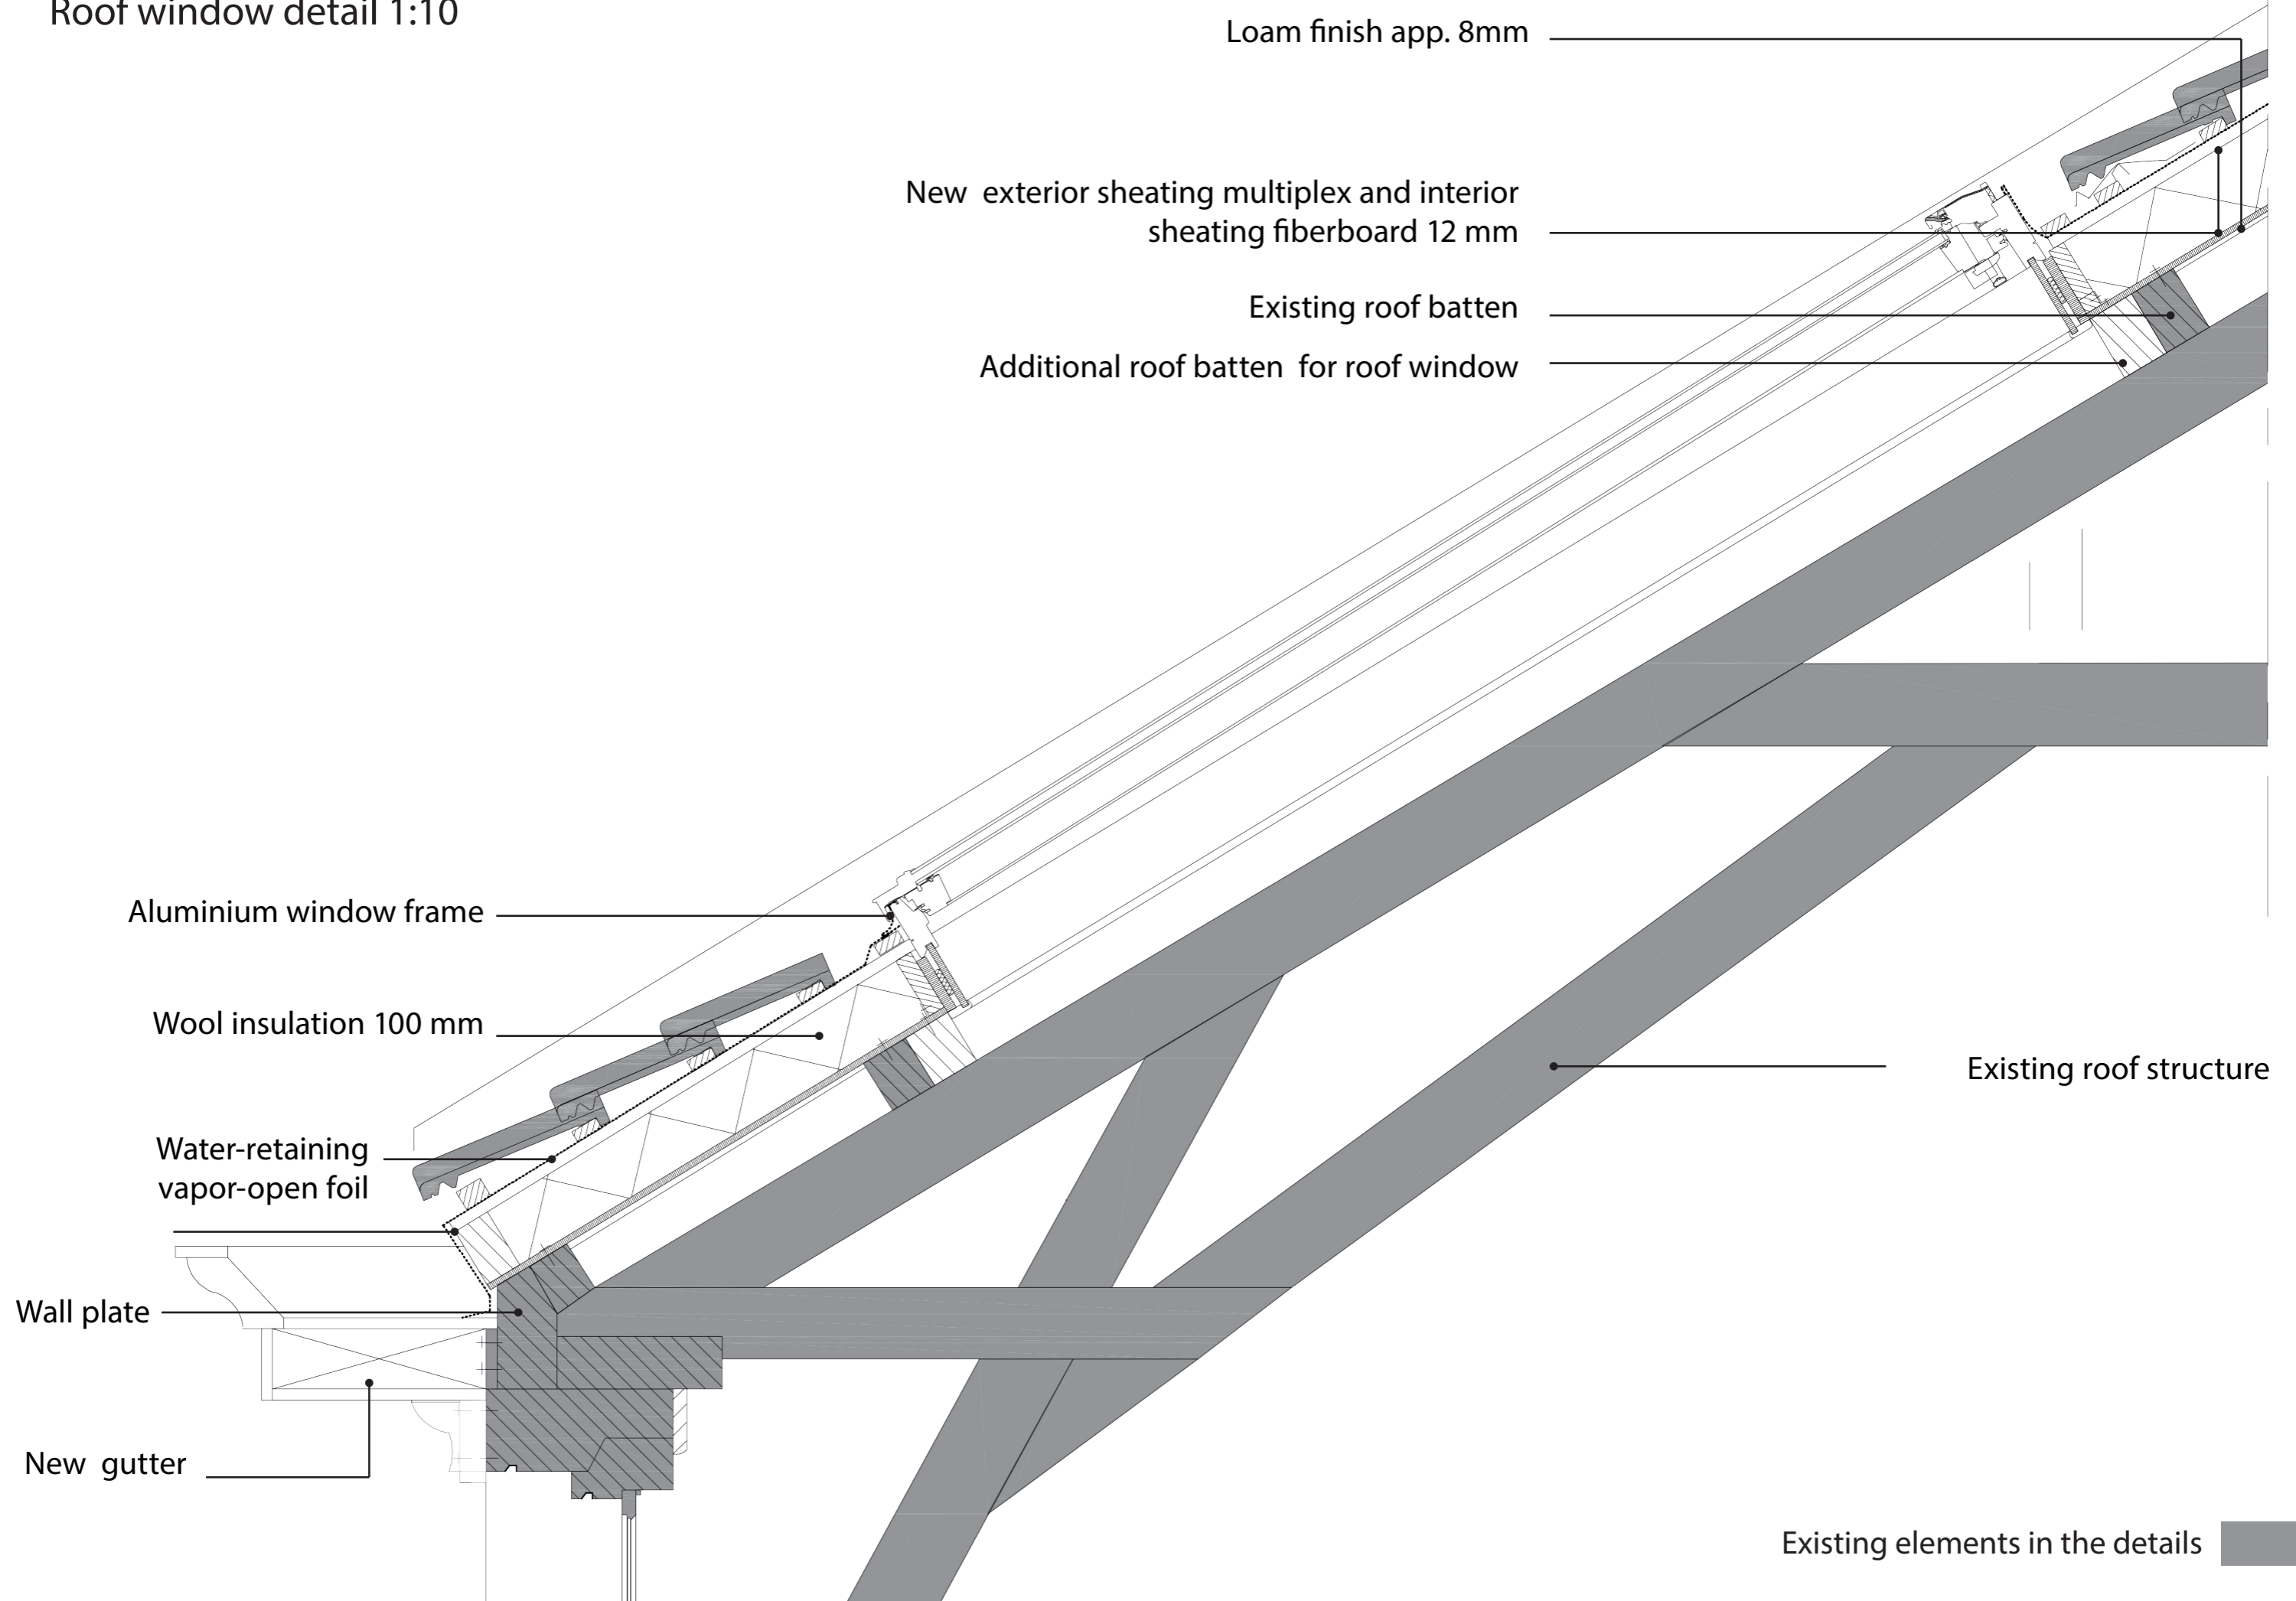 Roof window detail 1:10
Loam finish app. 8mm
New  exterior sheating multiplex and interior
sheating fiberboard 12 mm
Existing roof batten
Additional roof batten  for roof window
Aluminium window frame
Wool insulation 100 mm
Existing roof structure
Water-retaining
vapor-open foil
Wall plate
New  gutter
Existing elements in the details